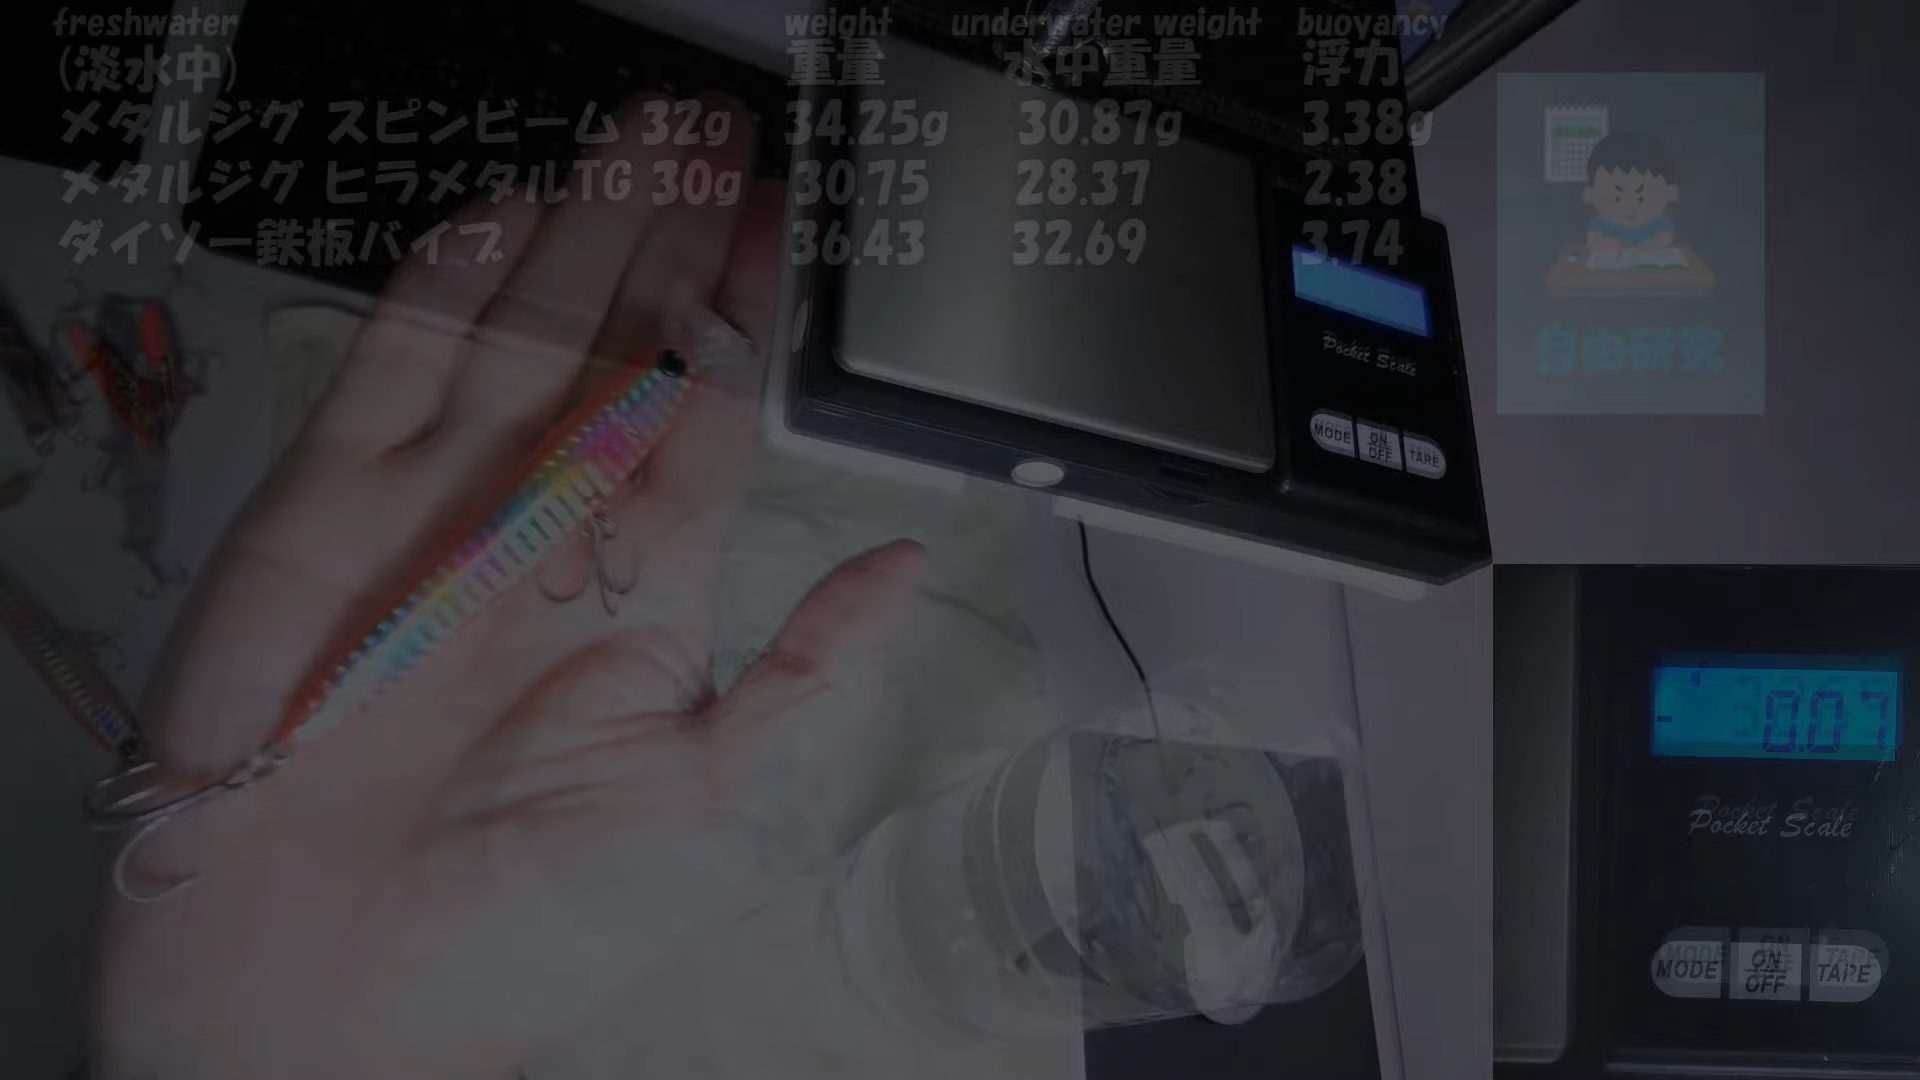 freshwater weight underwater weight buoyancy
(淡水中) 重量 水中重量 浮力
メタルジグ スピンビーム 32g 34.25g 30.87g 3.38g
メタルジグ ヒラメタルTG 30g 30.75 28.37 2.38
ダイソー鉄板バイブ 36.43 32.69 3.74
自由研究
Pocket Scale
MODE ON OFF TARE
-0.07
Pocket Scale
MODE ON OFF TARE